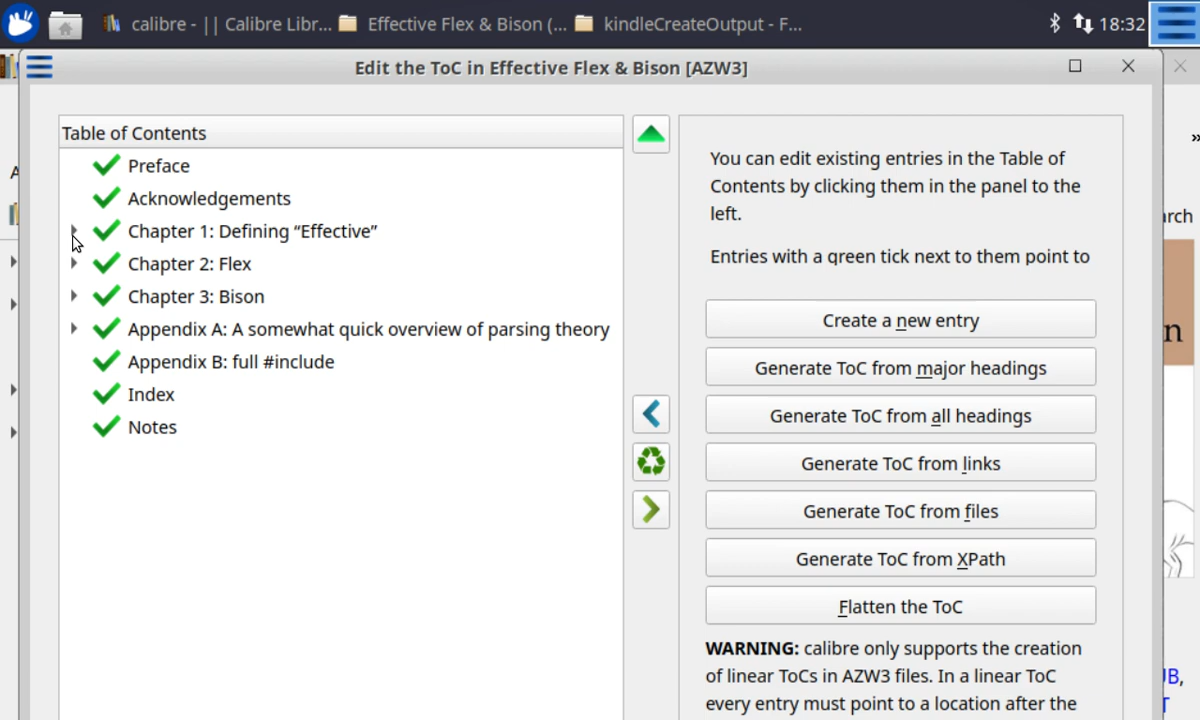 calibre - || Calibre Libr...
Effective Flex & Bison (...
kindleCreateOutput - F...
18:32
Edit the ToC in Effective Flex & Bison [AZW3]
Table of Contents
Preface
Acknowledgements
Chapter 1: Defining “Effective”
Chapter 2: Flex
Chapter 3: Bison
Appendix A: A somewhat quick overview of parsing theory
Appendix B: full #include
Index
Notes
You can edit existing entries in the Table of
Contents by clicking them in the panel to the
left.
Entries with a green tick next to them point to
Create a new entry
Generate ToC from major headings
Generate ToC from all headings
Generate ToC from links
Generate ToC from files
Generate ToC from XPath
Flatten the ToC
WARNING: calibre only supports the creation
of linear ToCs in AZW3 files. In a linear ToC
every entry must point to a location after the
»